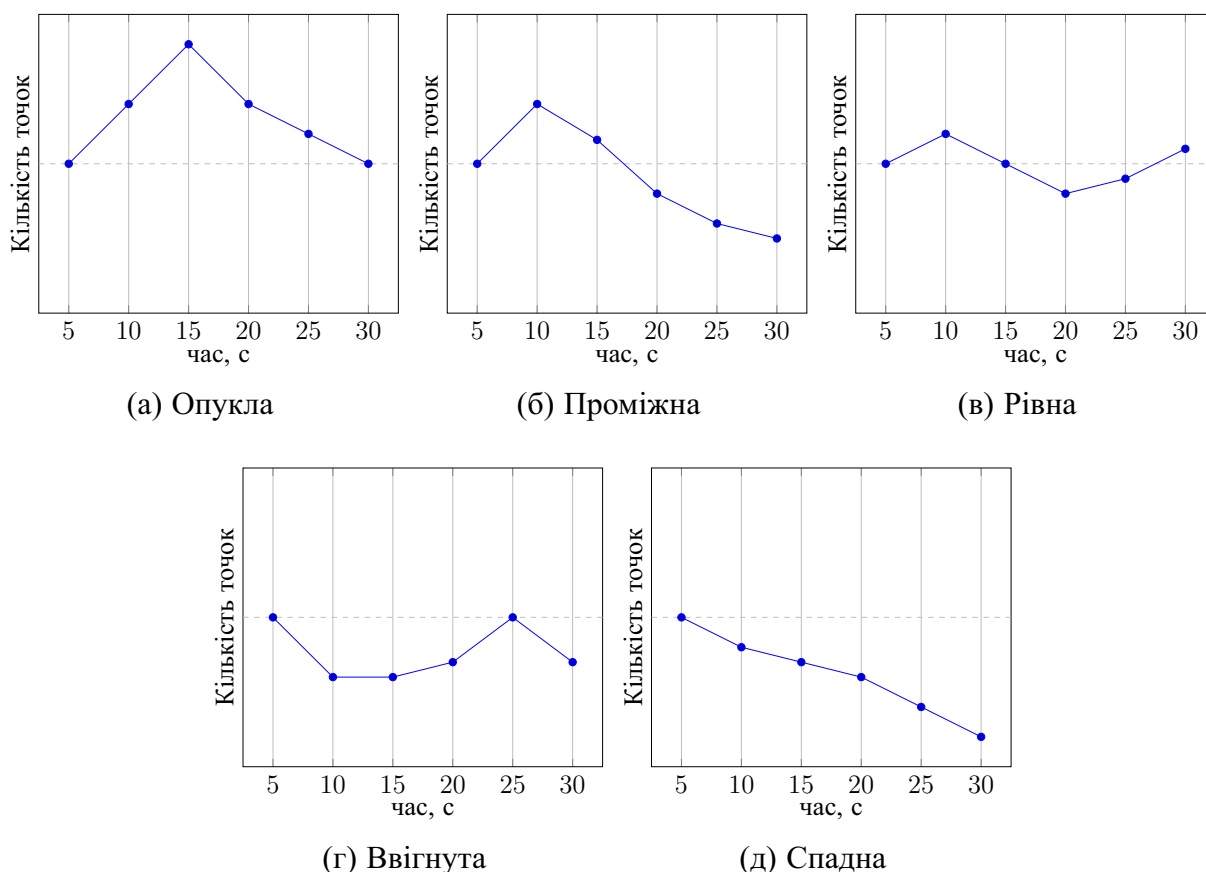 Кількість точок
5 10 15 20 25 30
час, с
(а) Опукла
Кількість точок
5 10 15 20 25 30
час, с
(б) Проміжна
Кількість точок
5 10 15 20 25 30
час, с
(в) Рівна
Кількість точок
5 10 15 20 25 30
час, с
(г) Ввігнута
Кількість точок
5 10 15 20 25 30
час, с
(д) Спадна